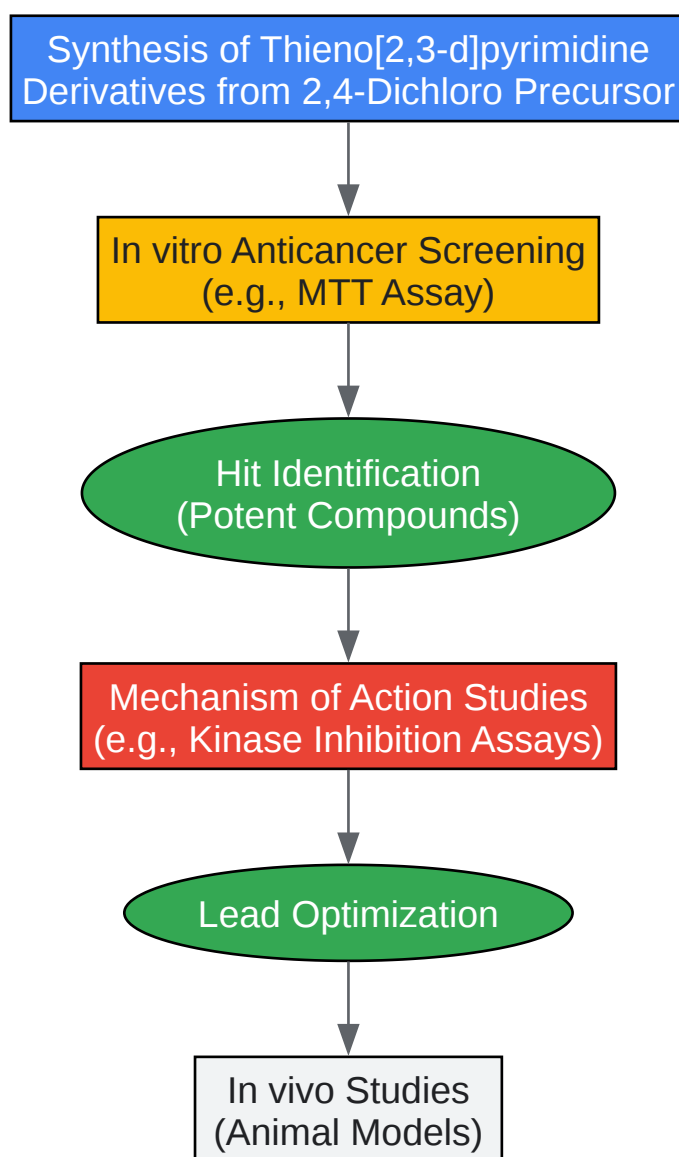 Synthesis of Thieno[2,3-d]pyrimidine
Derivatives from 2,4-Dichloro Precursor
In vitro Anticancer Screening
(e.g., MTT Assay)
Hit Identification
(Potent Compounds)
Mechanism of Action Studies
(e.g., Kinase Inhibition Assays)
Lead Optimization
In vivo Studies
(Animal Models)